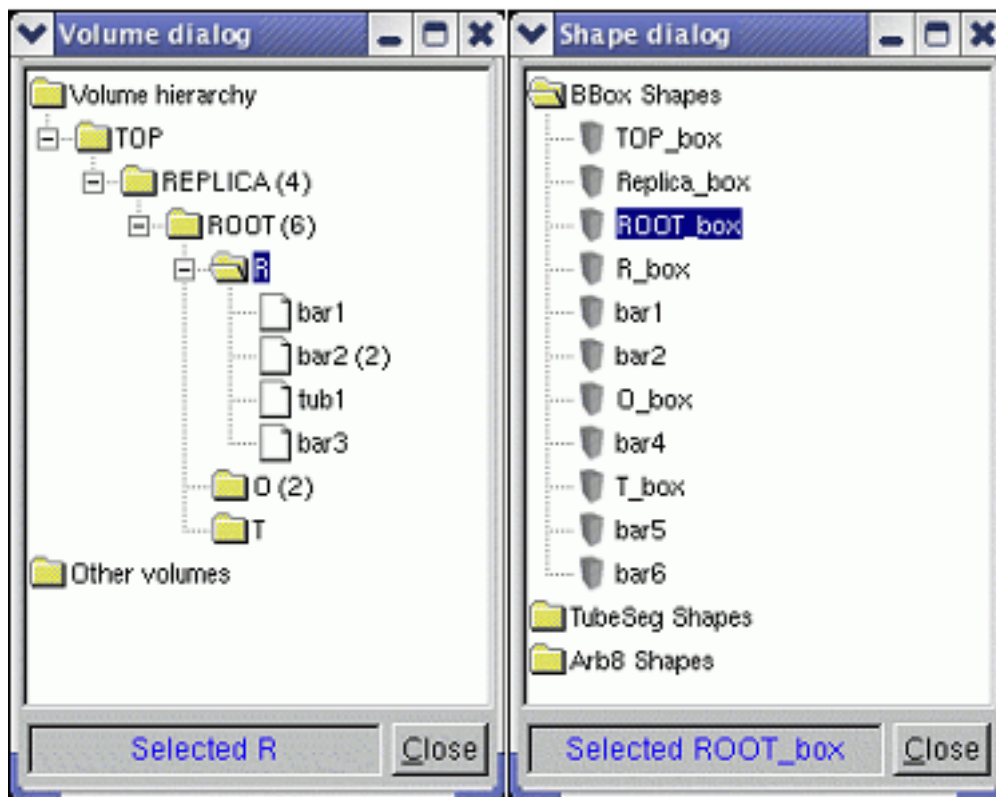 Volume dialog
Volume hierarchy
TOP
REPLICA (4)
ROOT (6)
R
bar1
bar2 (2)
tub1
bar3
O (2)
T
Other volumes
Selected R
Close
Shape dialog
BBox Shapes
TOP_box
Replica_box
ROOT_box
R_box
bar1
bar2
O_box
bar4
T_box
bar5
bar6
TubeSeg Shapes
Arb8 Shapes
Selected ROOT_box
Close